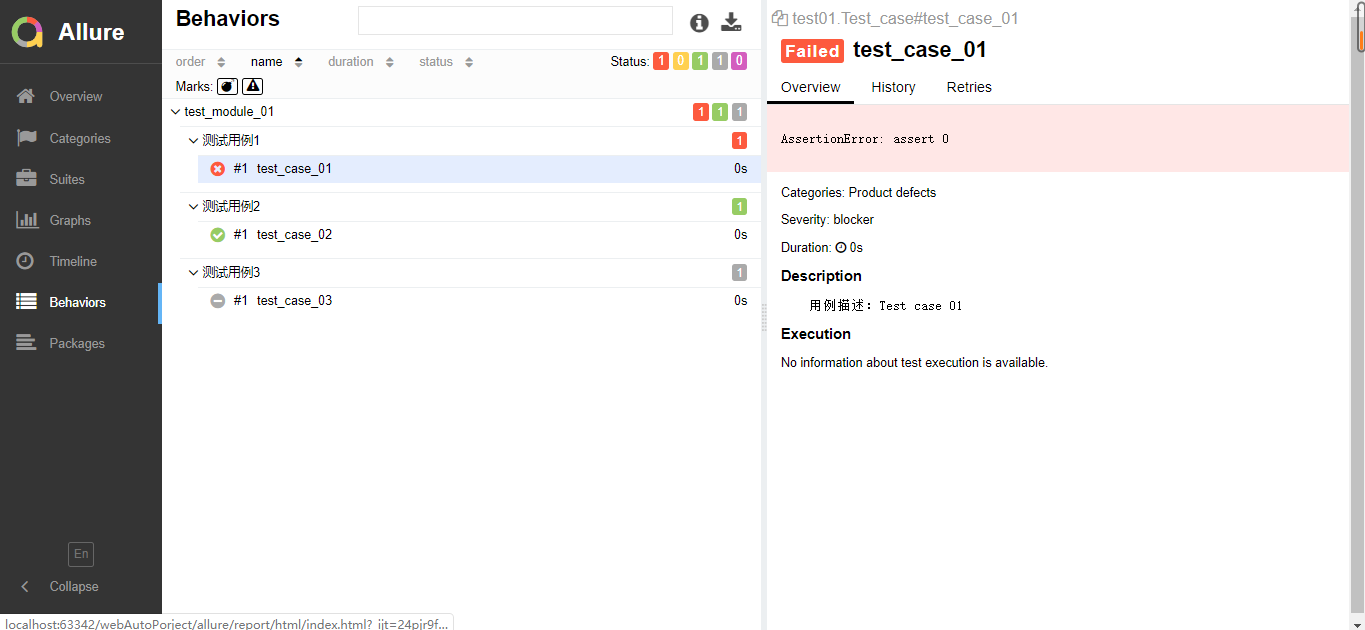 Allure
Overview
Categories
Suites
Graphs
Timeline
Behaviors
Packages
En
Collapse
Behaviors
order name duration status Status: 1 0 1 1 0
Marks:
test_module_01 1 1 1
测试用例1 1
#1 test_case_01 0s
测试用例2 1
#1 test_case_02 0s
测试用例3 1
#1 test_case_03 0s
test01.Test_case#test_case_01
Failed test_case_01
Overview History Retries
AssertionError: assert 0
Categories: Product defects
Severity: blocker
Duration: 0s
Description
用例描述: Test case 01
Execution
No information about test execution is available.
localhost:63342/webAutoPorject/allure/report/html/index.html?_ijt=24pjr9f...